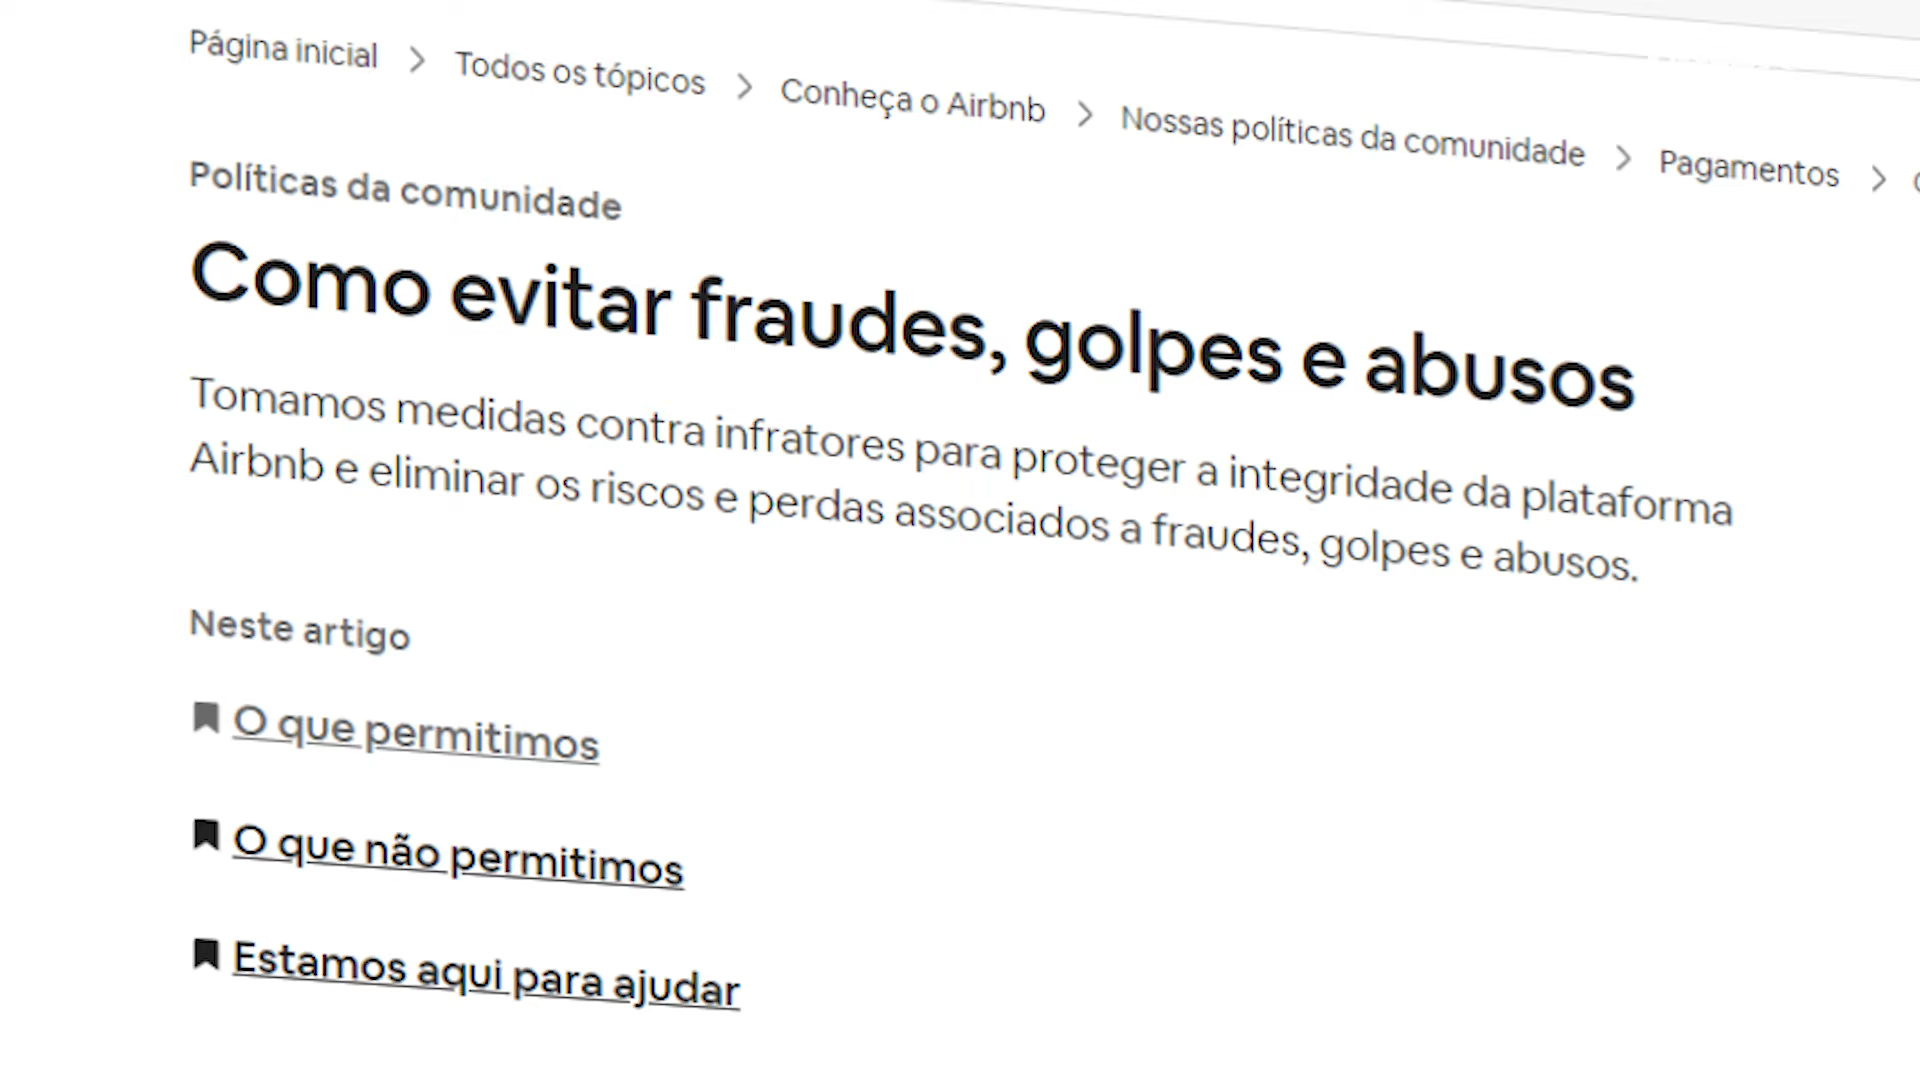 Página inicial > Todos os tópicos > Conheça o Airbnb > Nossas políticas da comunidade > Pagamentos >
Políticas da comunidade
Como evitar fraudes, golpes e abusos
Tomamos medidas contra infratores para proteger a integridade da plataforma
Airbnb e eliminar os riscos e perdas associados a fraudes, golpes e abusos.
Neste artigo
O que permitimos
O que não permitimos
Estamos aqui para ajudar